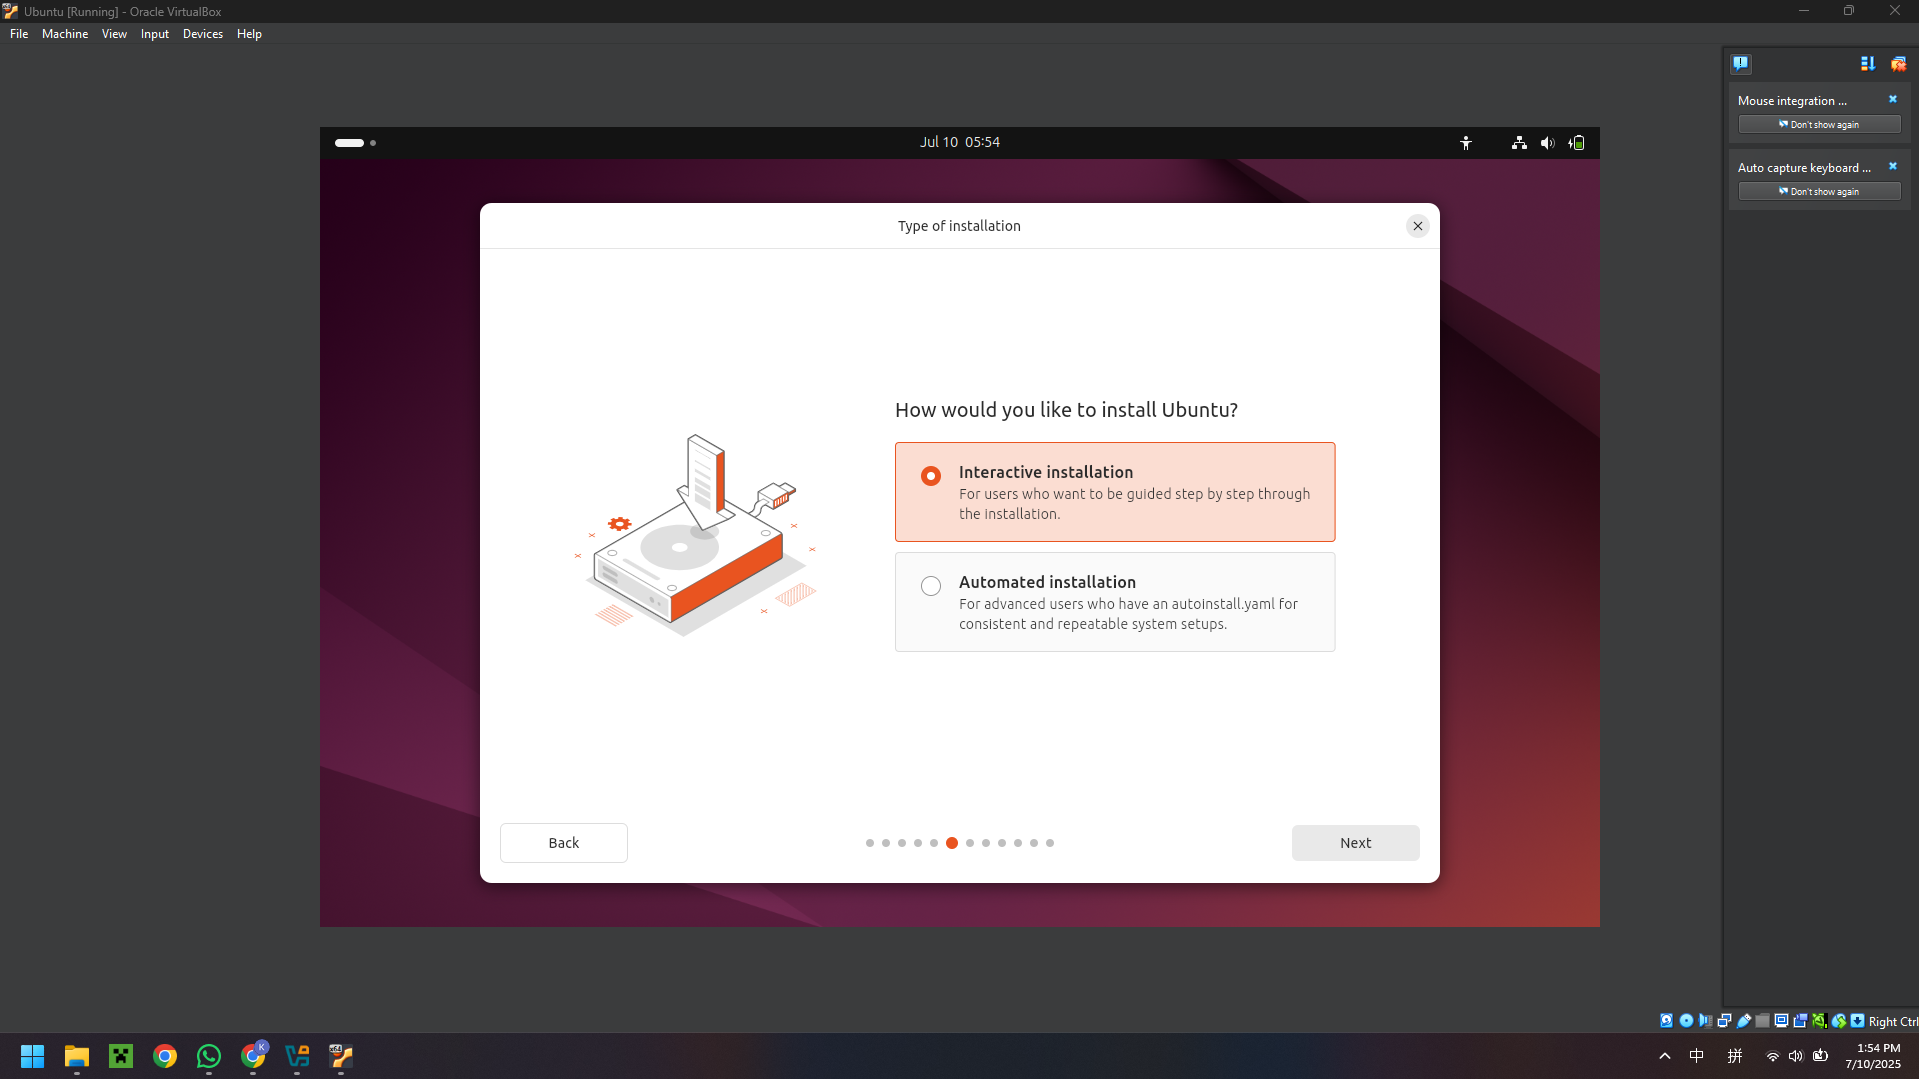 Ubuntu [Running] - Oracle VirtualBox
File Machine View Input Devices Help
Mouse integration ...
Don't show again
Auto capture keyboard ...
Don't show again
Jul 10 05:54
Type of installation
How would you like to install Ubuntu?
Interactive installation
For users who want to be guided step by step through
the installation.
Automated installation
For advanced users who have an autoinstall.yaml for
consistent and repeatable system setups.
Back
Next
Right Ctrl
K
中
拼
1:54 PM
7/10/2025